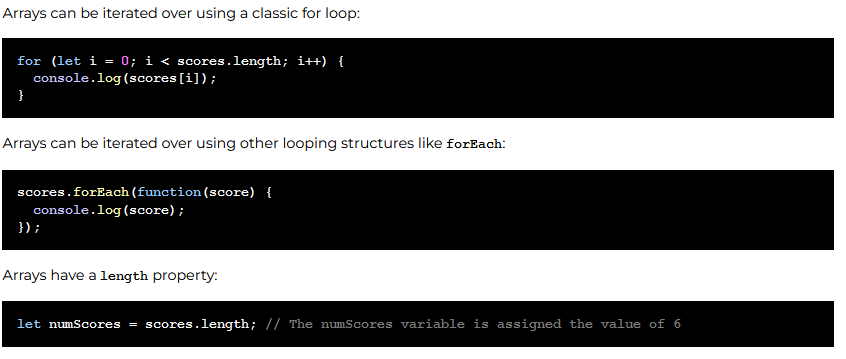 Arrays can be iterated over using a classic for loop:
for (let i = 0; i < scores.length; i++) {
  console.log(scores[i]);
}
Arrays can be iterated over using other looping structures like forEach:
scores.forEach(function(score) {
  console.log(score);
});
Arrays have a length property:
let numScores = scores.length; // The numScores variable is assigned the value of 6